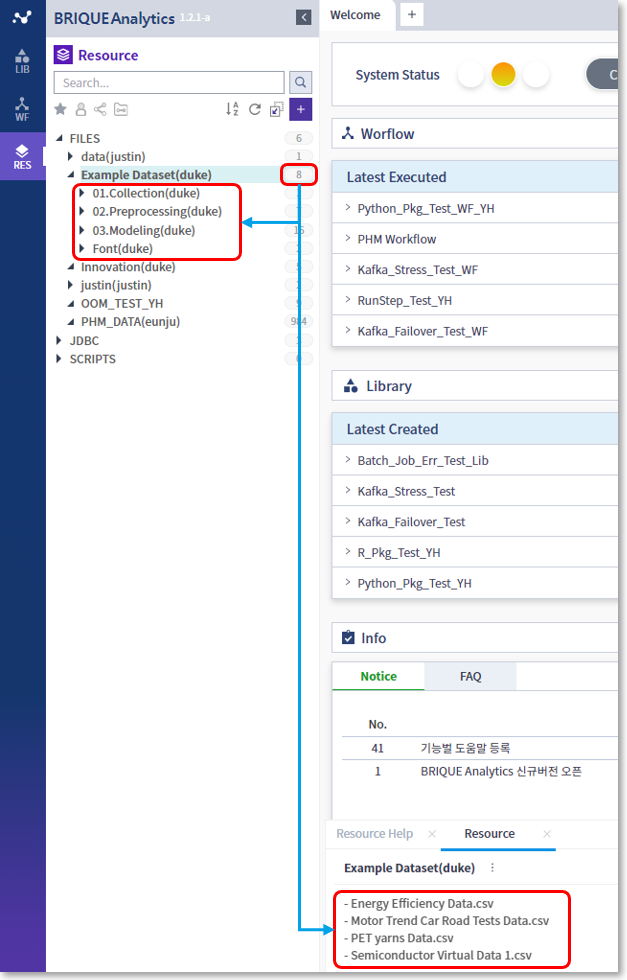 BRIQUE Analytics 1.2.1-a
Welcome
LIB
WF
RES
Resource
Search...
FILES 6
data(justin) 1
Example Dataset(duke) 8
01.Collection(duke)
02.Preprocessing(duke)
03.Modeling(duke)
Font(duke)
Innovation(duke)
justin(justin)
OOM_TEST_YH
PHM_DATA(eunju)
JDBC
SCRIPTS
System Status
C
Worflow
Latest Executed
Python_Pkg_Test_WF_YH
PHM Workflow
Kafka_Stress_Test_WF
RunStep_Test_YH
Kafka_Failover_Test_WF
Library
Latest Created
Batch_Job_Err_Test_Lib
Kafka_Stress_Test
Kafka_Failover_Test
R_Pkg_Test_YH
Python_Pkg_Test_YH
Info
Notice FAQ
No.
41 기능별 도움말 등록
1 BRIQUE Analytics 신규버전 오픈
Resource Help × Resource ×
Example Dataset(duke)
- Energy Efficiency Data.csv
- Motor Trend Car Road Tests Data.csv
- PET yarns Data.csv
- Semiconductor Virtual Data 1.csv